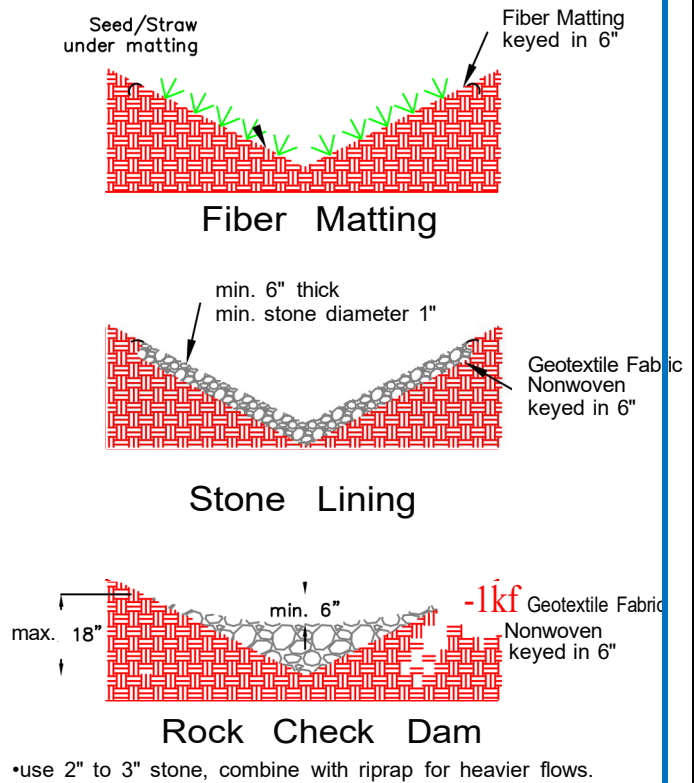 Seed/Straw
under matting
Fiber Matting
keyed in 6"
Fiber Matting
min. 6" thick
min. stone diameter 1"
Geotextile Fabric
Nonwoven
keyed in 6"
Stone Lining
max. 18"
min. 6"
-1kf Geotextile Fabric
Nonwoven
keyed in 6"
Rock Check Dam
•use 2" to 3" stone, combine with riprap for heavier flows.